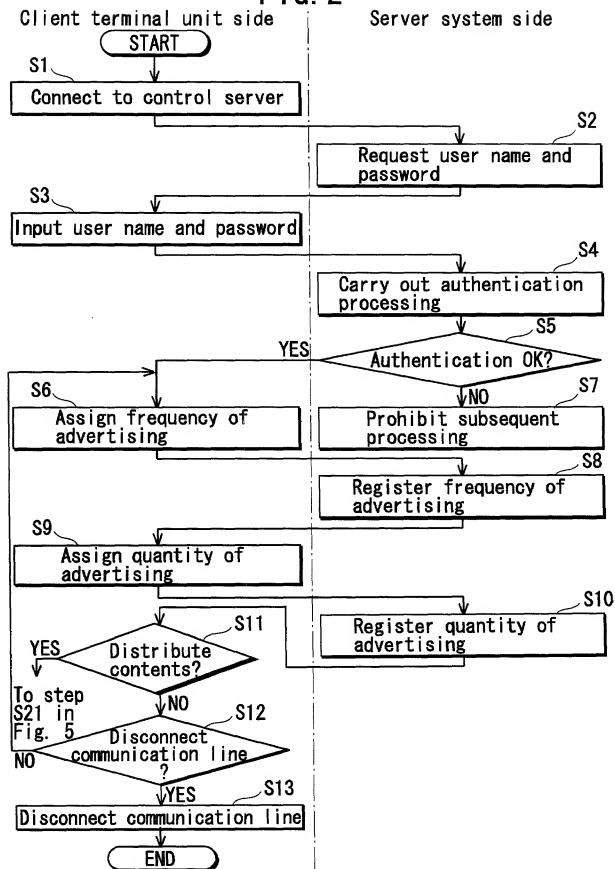 FIG. 2
Client terminal unit side
Server system side
START
S1
Connect to control server
S2
Request user name and
password
S3
Input user name and password
S4
Carry out authentication
processing
S5
Authentication OK?
YES
NO
S6
Assign frequency of
advertising
S7
Prohibit subsequent
processing
S8
Register frequency of
advertising
S9
Assign quantity of
advertising
S10
Register quantity of
advertising
S11
Distribute
contents?
YES
To step
S21 in
Fig. 5
NO
S12
Disconnect
communication line
?
NO
YES
S13
Disconnect communication line
END